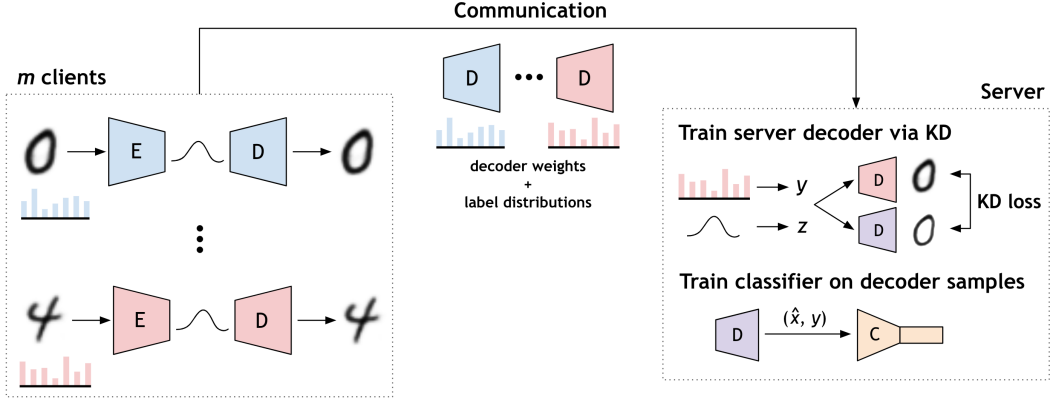 Communication
m clients
E
D
E
D
D ••• D
decoder weights
+
label distributions
Server
Train server decoder via KD
y
z
D
D
KD loss
Train classifier on decoder samples
D
(x̂, y)
C